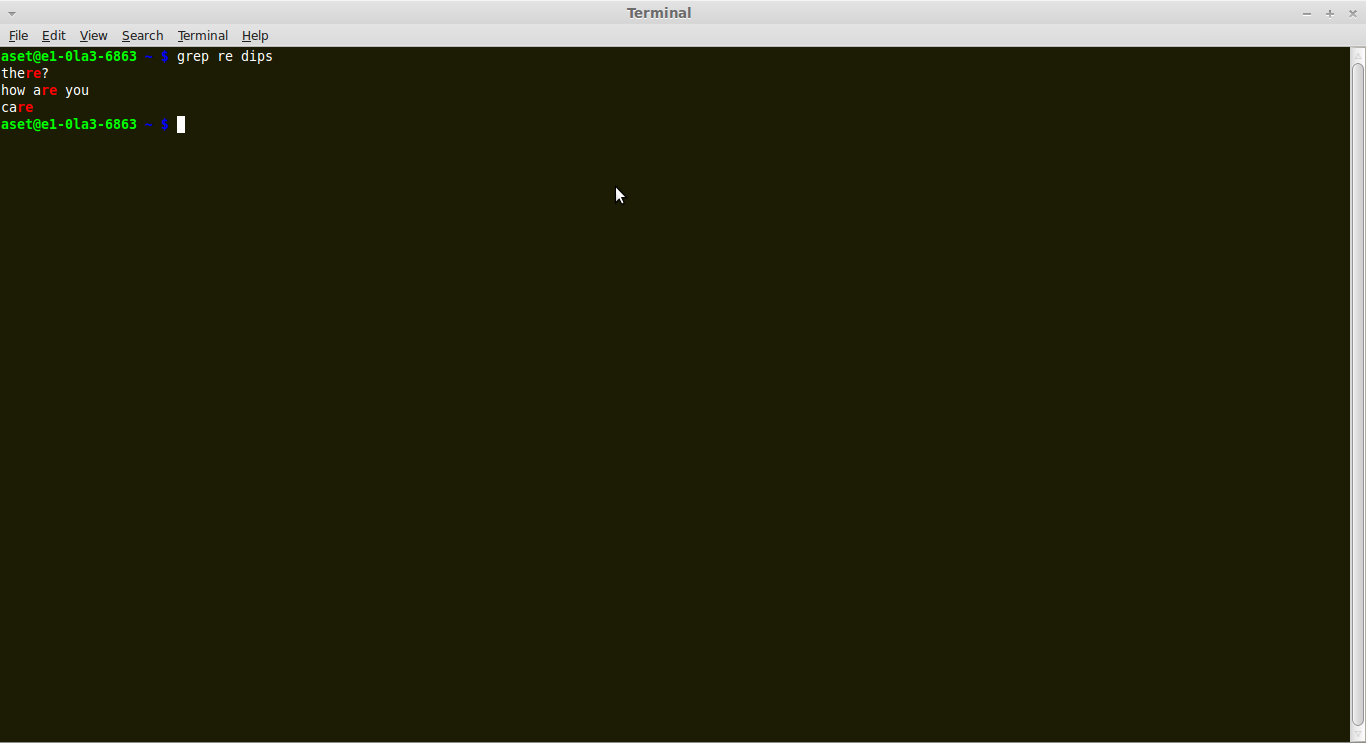 Terminal
File Edit View Search Terminal Help
aset@e1-0la3-6863 ~ $ grep re dips
there?
how are you
care
aset@e1-0la3-6863 ~ $